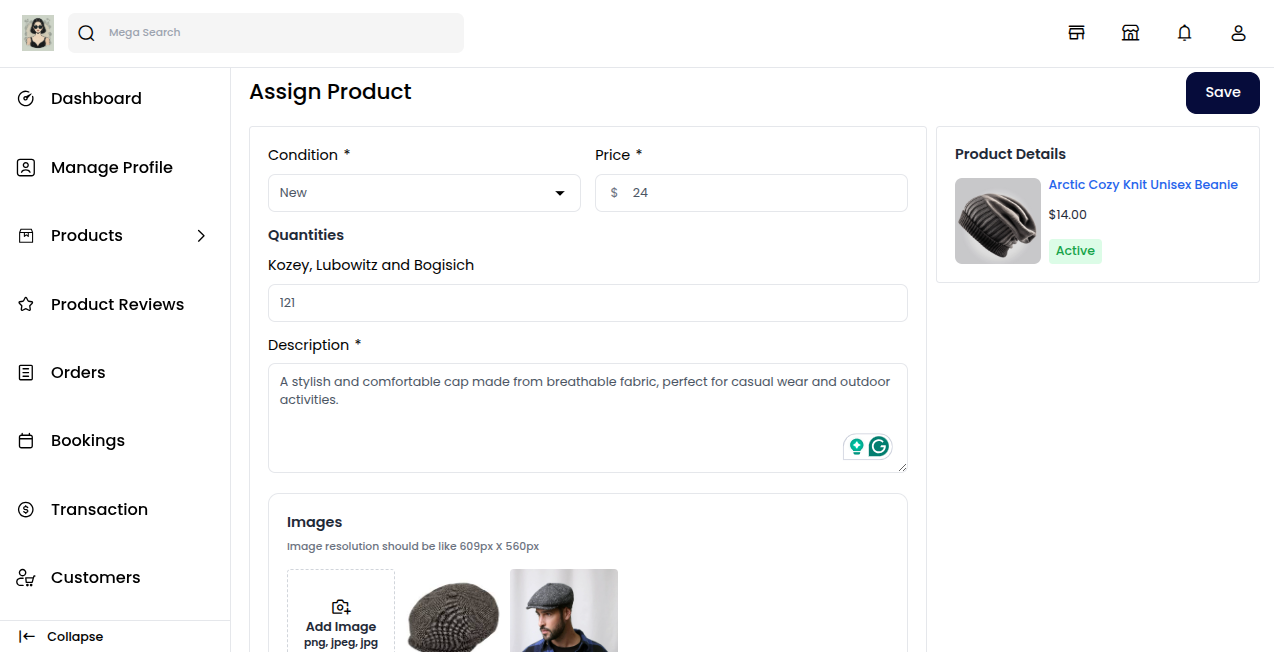 Mega Search
Dashboard
Manage Profile
Products
Product Reviews
Orders
Bookings
Transaction
Customers
Collapse
Assign Product
Save
Condition *
Price *
New
$ 24
Quantities
Kozey, Lubowitz and Bogisich
121
Description *
A stylish and comfortable cap made from breathable fabric, perfect for casual wear and outdoor
activities.
Images
Image resolution should be like 609px X 560px
Add Image
png, jpeg, jpg
Product Details
Arctic Cozy Knit Unisex Beanie
$14.00
Active